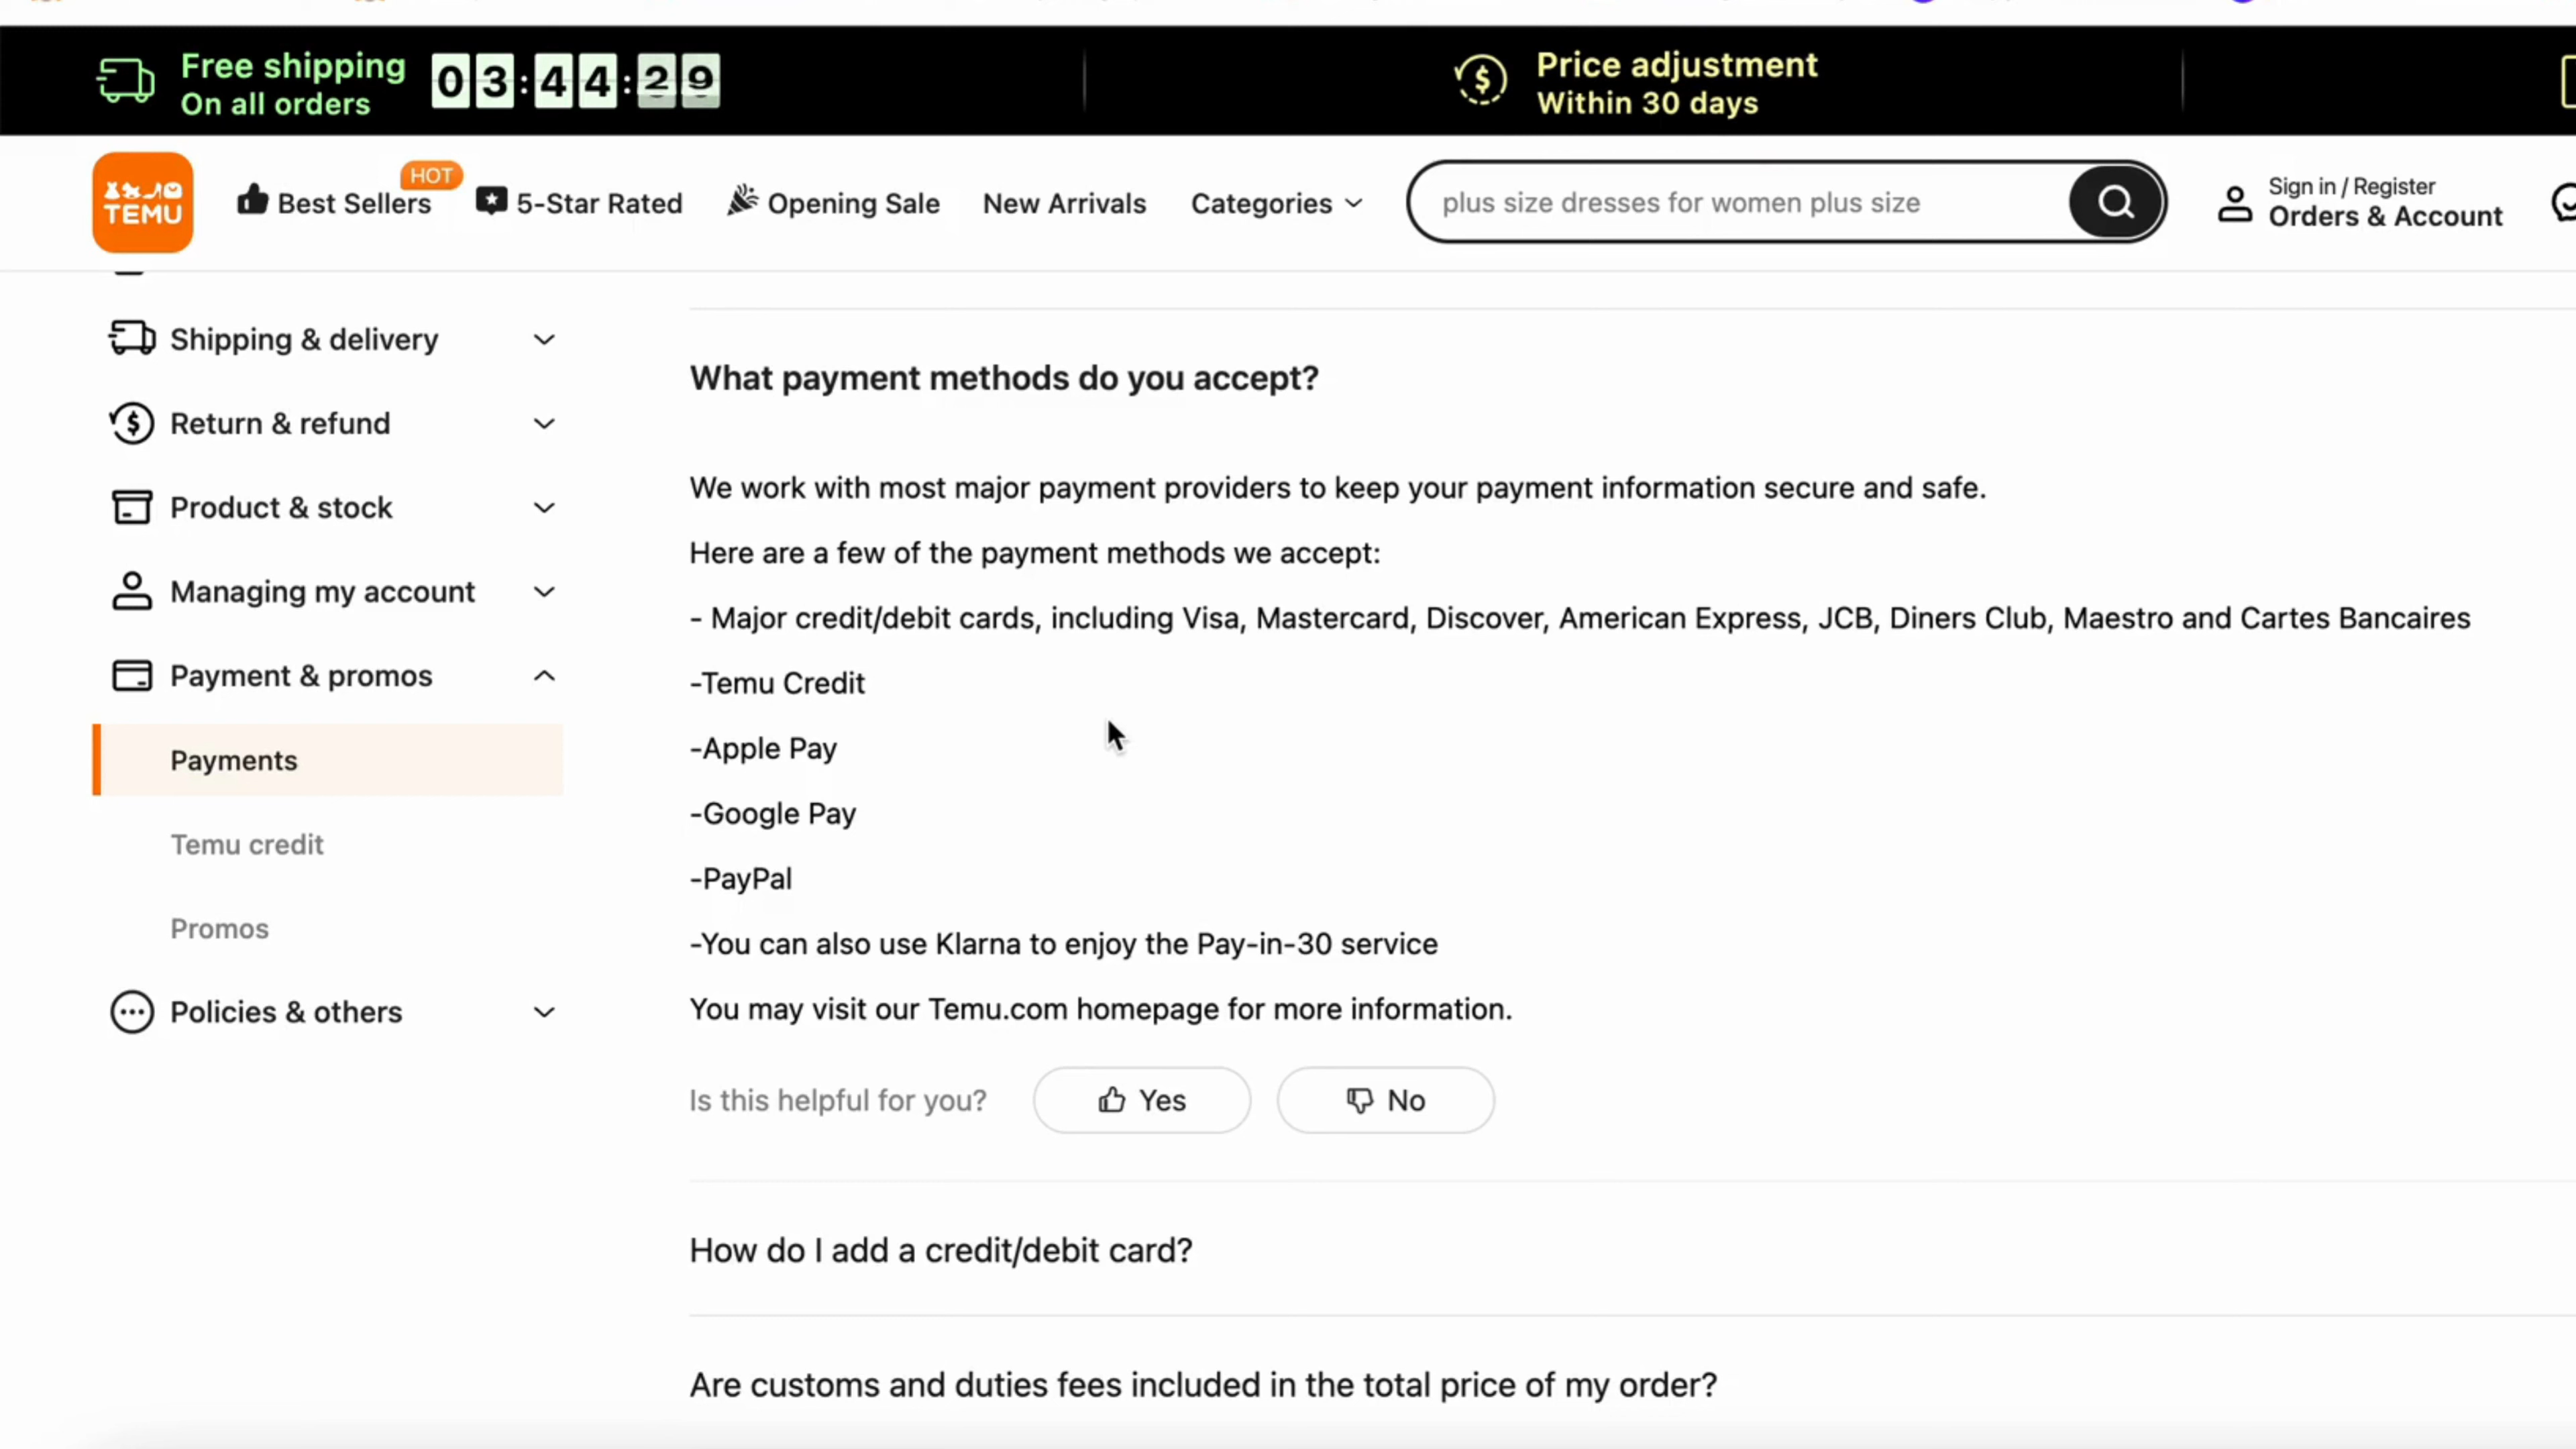 Free shipping
On all orders
03:44:29
Price adjustment
Within 30 days
TEMU
Best Sellers
HOT
5-Star Rated
Opening Sale
New Arrivals
Categories
plus size dresses for women plus size
Sign in / Register
Orders & Account
Shipping & delivery
Return & refund
Product & stock
Managing my account
Payment & promos
Payments
Temu credit
Promos
Policies & others
What payment methods do you accept?
We work with most major payment providers to keep your payment information secure and safe.
Here are a few of the payment methods we accept:
- Major credit/debit cards, including Visa, Mastercard, Discover, American Express, JCB, Diners Club, Maestro and Cartes Bancaires
-Temu Credit
-Apple Pay
-Google Pay
-PayPal
-You can also use Klarna to enjoy the Pay-in-30 service
You may visit our Temu.com homepage for more information.
Is this helpful for you?
Yes
No
How do I add a credit/debit card?
Are customs and duties fees included in the total price of my order?